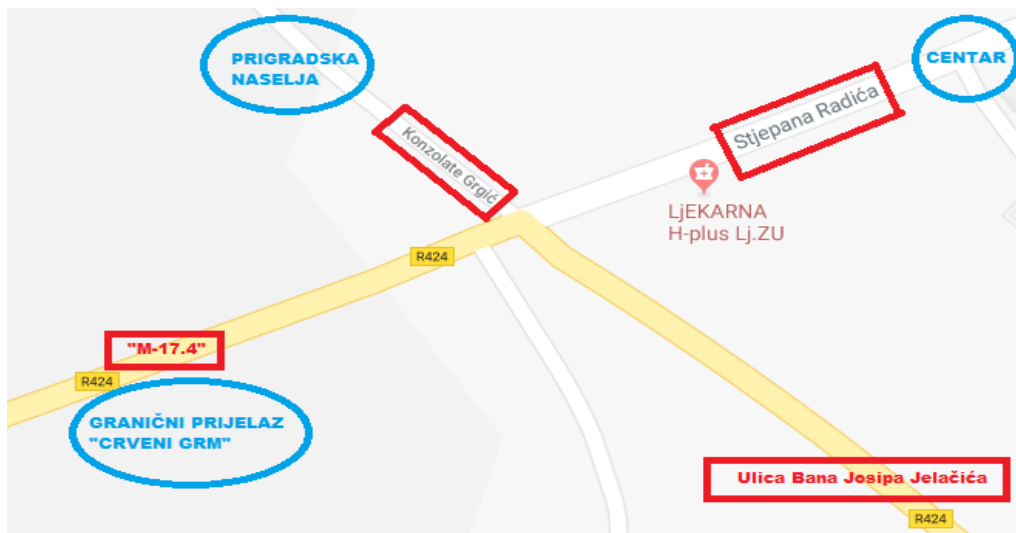 PRIGRADSKA
NASELJA
CENTAR
Konzolate Grgić
Stjepana Radića
LjEKARNA
H-plus Lj.ZU
R424
"M-17.4"
R424
GRANIČNI PRIJELAZ
"CRVENI GRM"
Ulica Bana Josipa Jelačića
R424